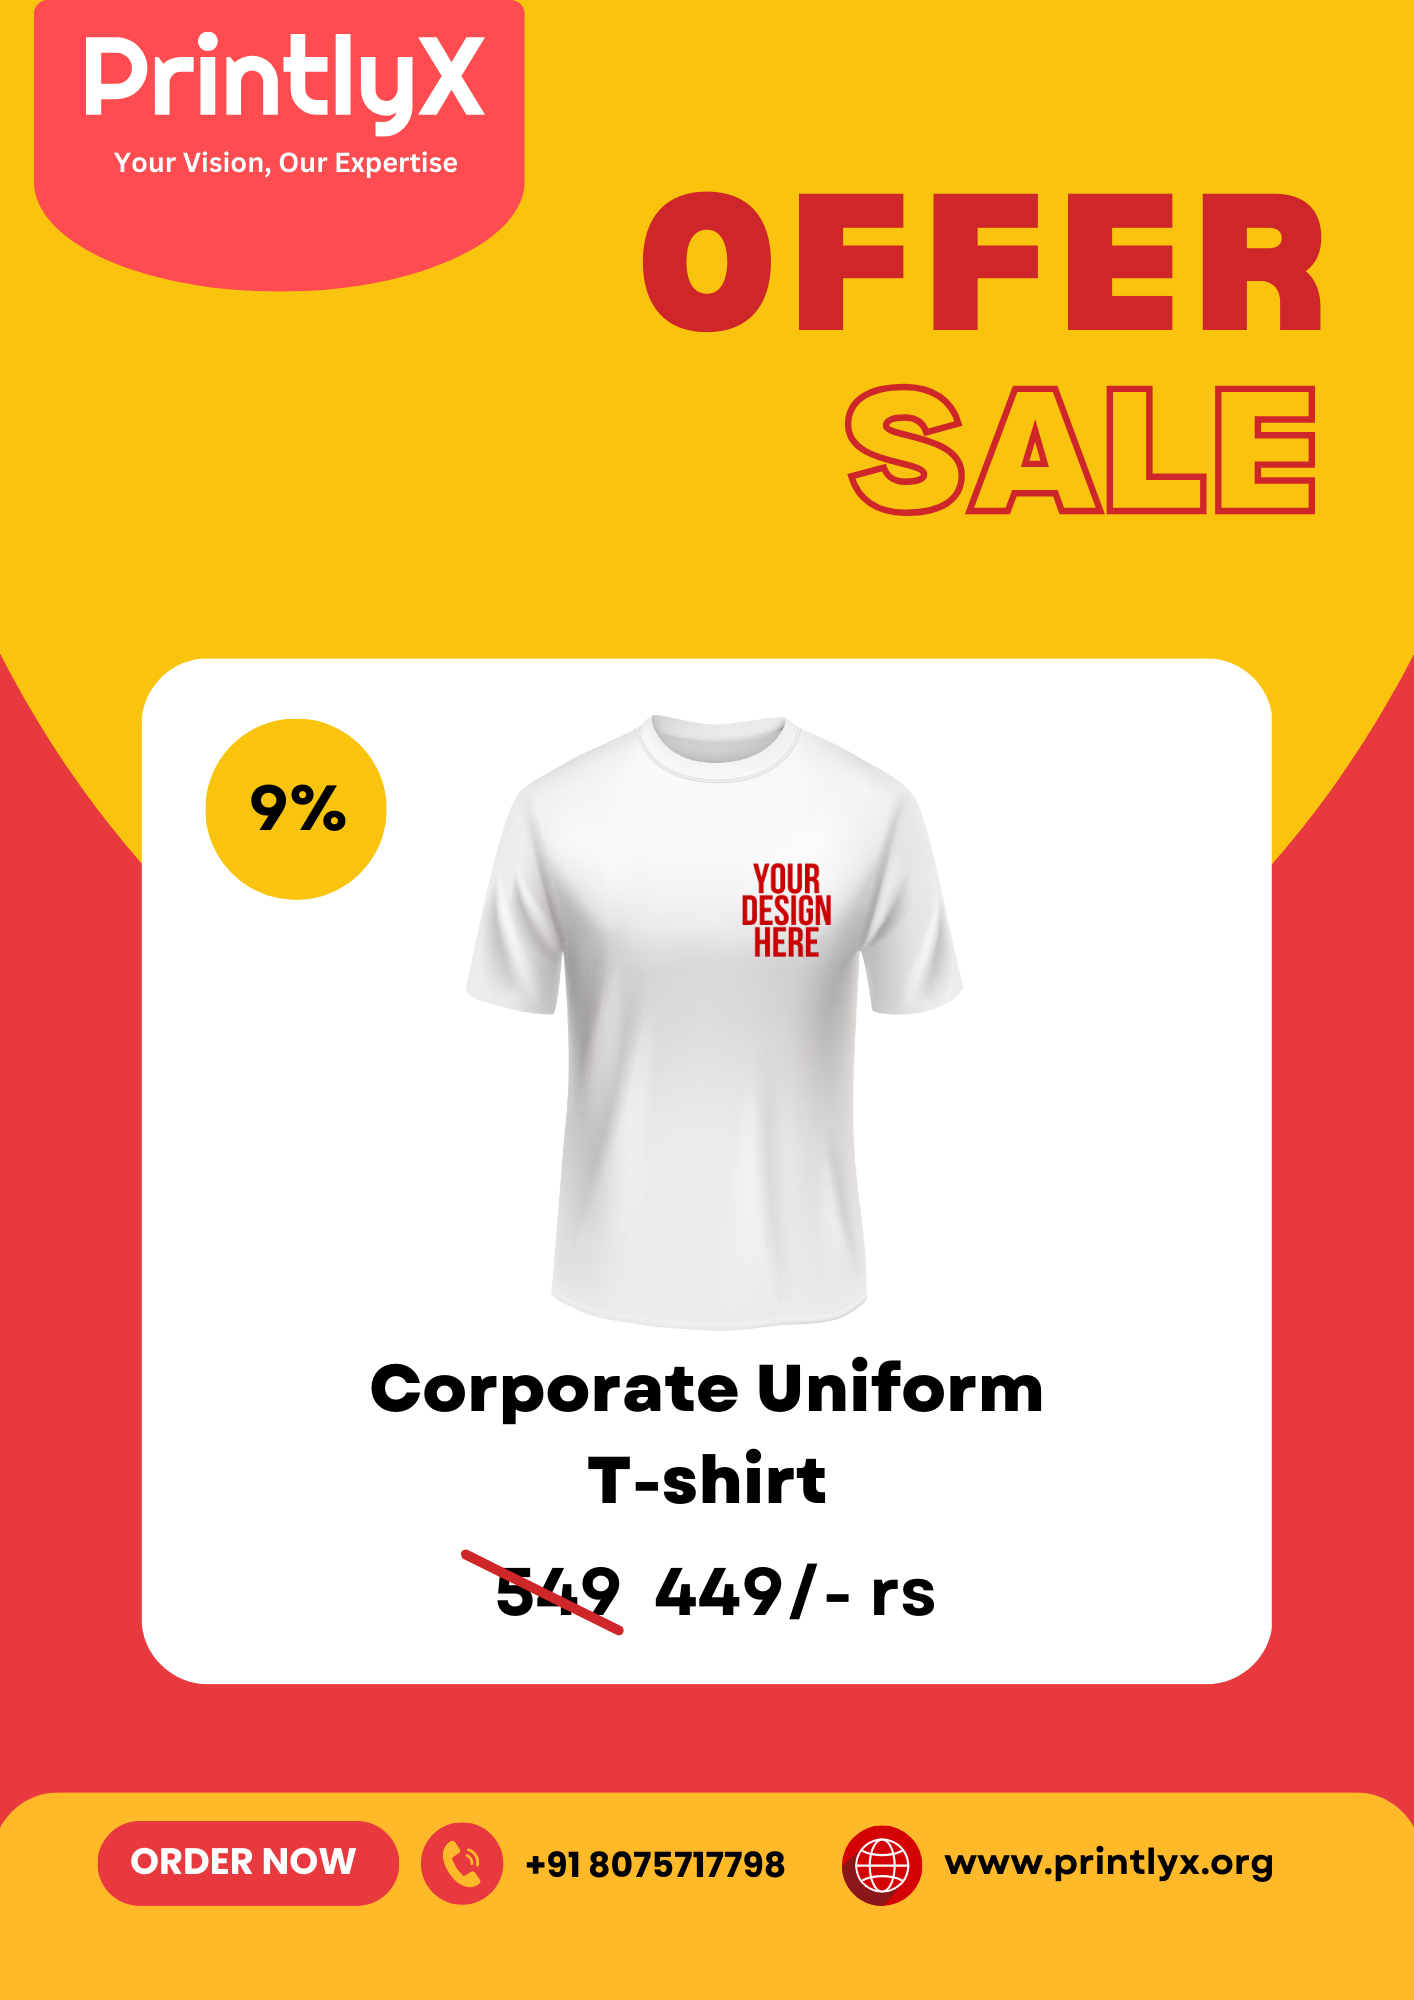 PrintlyX
Your Vision, Our Expertise
OFFER
SALE
9%
YOUR
DESIGN
HERE
Corporate Uniform
T-shirt
549 449/- rs
ORDER NOW
+91 8075717798
www.printlyx.org